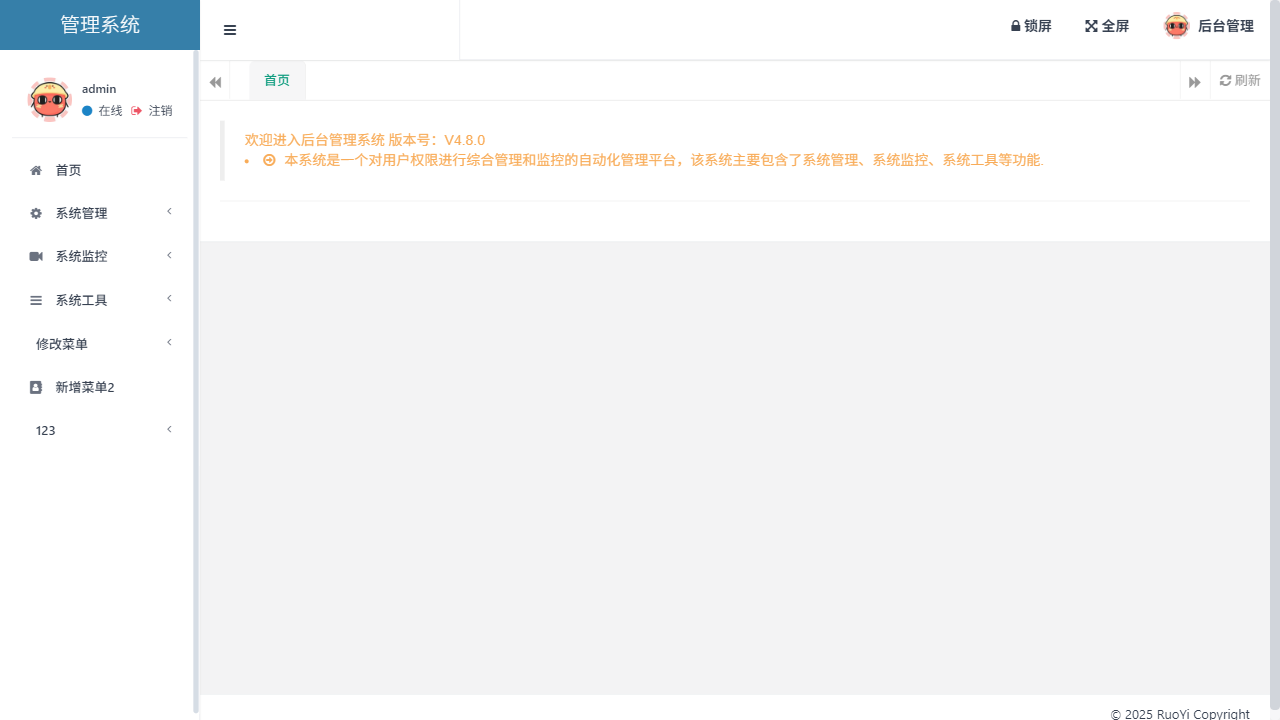 管理系统
锁屏
全屏
后台管理
admin
在线
注销
首页
刷新
欢迎进入后台管理系统 版本号：V4.8.0
本系统是一个对用户权限进行综合管理和监控的自动化管理平台，该系统主要包含了系统管理、系统监控、系统工具等功能.
首页
系统管理
系统监控
系统工具
修改菜单
新增菜单2
123
© 2025 RuoYi Copyright